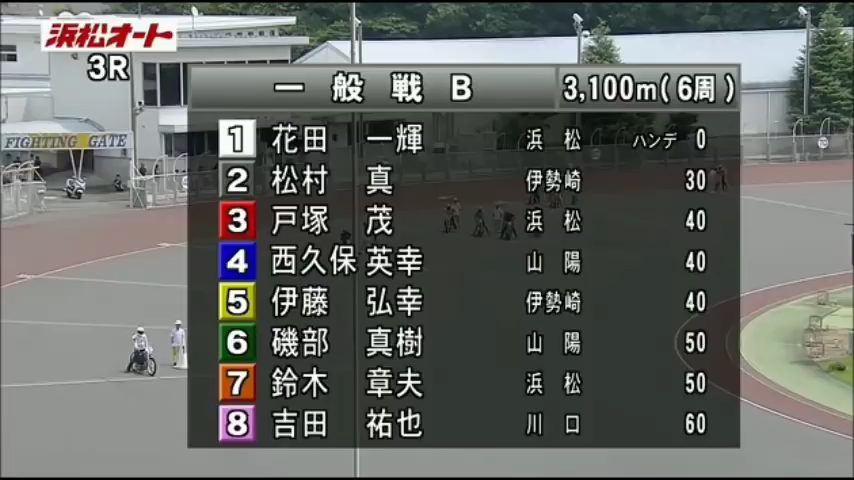 浜松オート
3R
一般戦B 3,100m(6周)
FIGHTING GATE
1 花田 一輝 浜松 ハンデ 0
2 松村 真 伊勢崎 30
3 戸塚 茂 浜松 40
4 西久保 英幸 山陽 40
5 伊藤 弘幸 伊勢崎 40
6 磯部 真樹 山陽 50
7 鈴木 章夫 浜松 50
8 吉田 祐也 川口 60